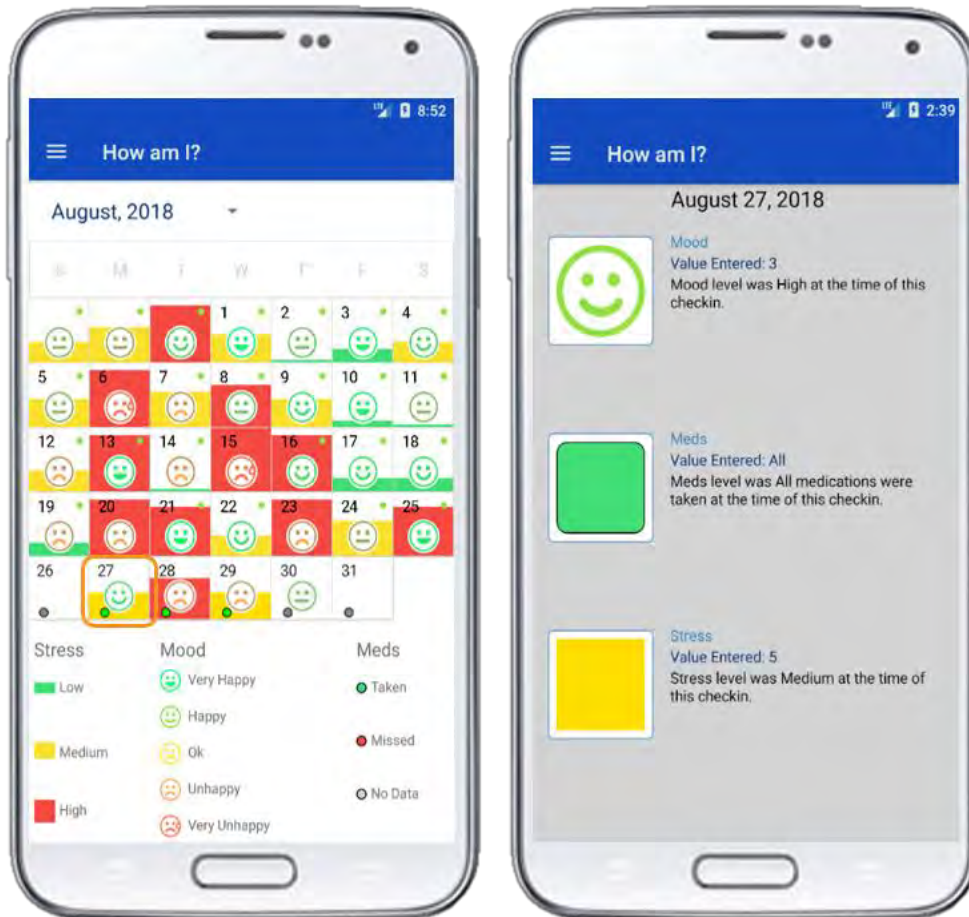 8:52
How am I?
August, 2018
S M T W T F S
1 2 3 4
5 6 7 8 9 10 11
12 13 14 15 16 17 18
19 20 21 22 23 24 25
26 27 28 29 30 31
Stress Mood Meds
Low Very Happy Taken
Happy
Medium Ok Missed
Unhappy
High Very Unhappy No Data
2:39
How am I?
August 27, 2018
Mood
Value Entered: 3
Mood level was High at the time of this
checkin.
Meds
Value Entered: All
Meds level was All medications were
taken at the time of this checkin.
Stress
Value Entered: 5
Stress level was Medium at the time of
this checkin.